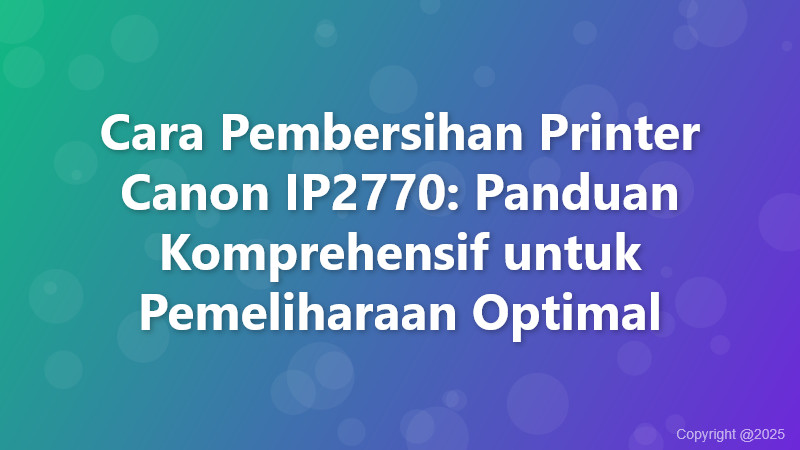 Cara Pembersihan Printer
Canon IP2770: Panduan
Komprehensif untuk
Pemeliharaan Optimal
Copyright @2025